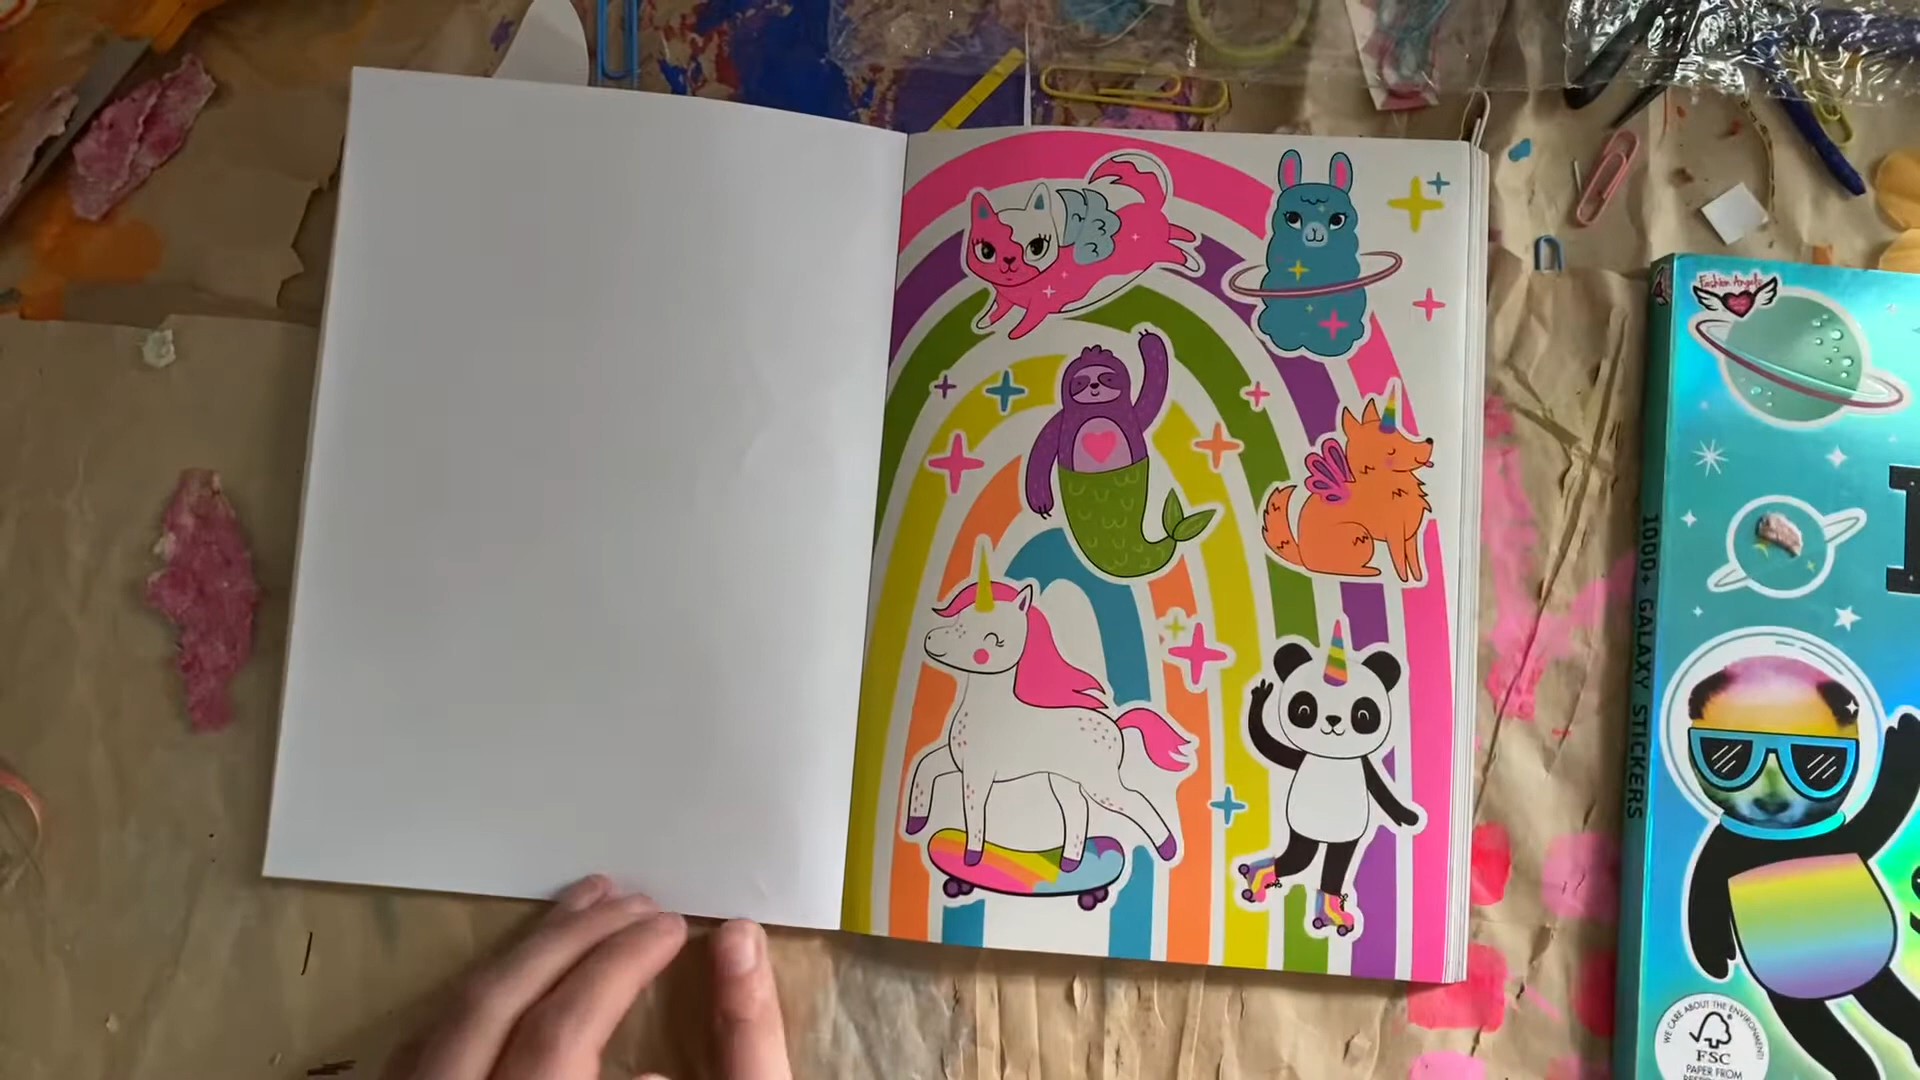 Fashion Angels
1000+ GALAXY STICKERS
WE CARE ABOUT THE ENVIRONMENT!
FSC
PAPER FROM